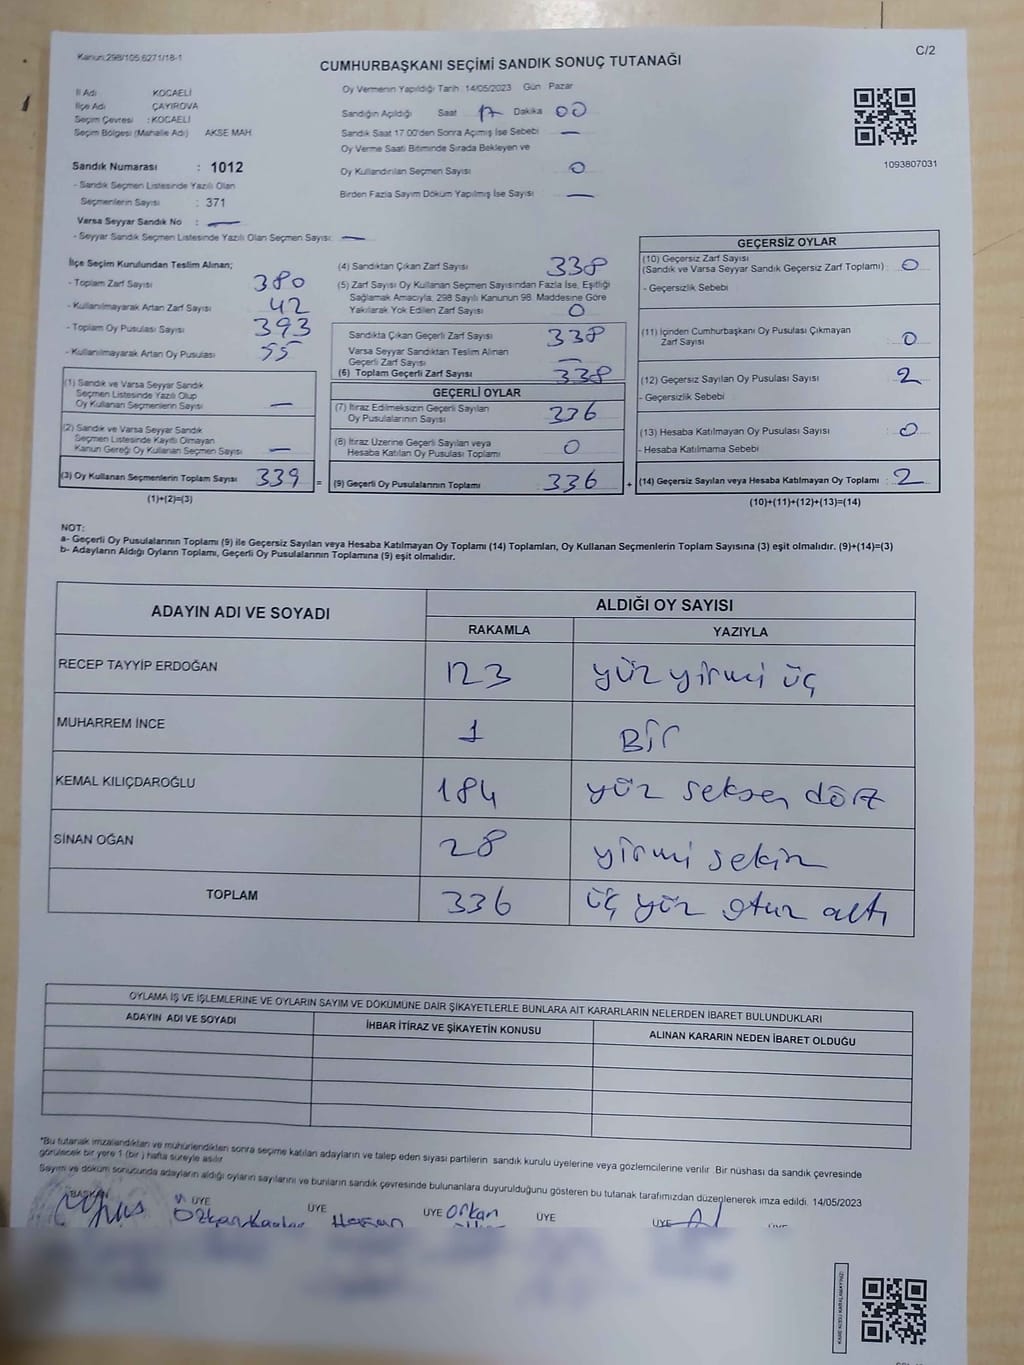 Kanun:298/105,6271/18-1
C/2
CUMHURBAŞKANI SEÇİMİ SANDIK SONUÇ TUTANAĞI
İl Adı KOCAELİ
İlçe Adı ÇAYIROVA
Seçim Çevresi : KOCAELİ
Seçim Bölgesi (Mahalle Adı) AKSE MAH.
Sandık Numarası : 1012
- Sandık Seçmen Listesinde Yazılı Olan
Seçmenlerin Sayısı : 371
Varsa Seyyar Sandık No : —
- Seyyar Sandık Seçmen Listesinde Yazılı Olan Seçmen Sayısı: —
Oy Vermenin Yapıldığı Tarih :14/05/2023 Gün : Pazar
Sandığın Açıldığı Saat 17 Dakika 00
Sandık Saat 17.00'den Sonra Açılmış İse Sebebi —
Oy Verme Saati Bitiminde Sırada Bekleyen ve
Oy Kullandırılan Seçmen Sayısı 0
Birden Fazla Sayım Döküm Yapılmış İse Sayısı —
1093807031
İlçe Seçim Kurulundan Teslim Alınan;
- Toplam Zarf Sayısı 380
- Kullanılmayarak Artan Zarf Sayısı 42
- Toplam Oy Pusulası Sayısı 393
- Kullanılmayarak Artan Oy Pusulası 55
(1) Sandık ve Varsa Seyyar Sandık
Seçmen Listesinde Yazılı Olup
Oy Kullanan Seçmenlerin Sayısı —
(2) Sandık ve Varsa Seyyar Sandık
Seçmen Listesinde Kayıtlı Olmayan
Kanun Gereği Oy Kullanan Seçmen Sayısı —
(3) Oy Kullanan Seçmenlerin Toplam Sayısı 339 =
(1)+(2)=(3)
(4) Sandıktan Çıkan Zarf Sayısı 338
(5) Zarf Sayısı Oy Kullanan Seçmen Sayısından Fazla İse, Eşitliği
Sağlamak Amacıyla, 298 Sayılı Kanunun 98. Maddesine Göre
Yakılarak Yok Edilen Zarf Sayısı 0
Sandıkta Çıkan Geçerli Zarf Sayısı 338
Varsa Seyyar Sandıktan Teslim Alınan
Geçerli Zarf Sayısı —
(6) Toplam Geçerli Zarf Sayısı 338
GEÇERLİ OYLAR
(7) İtiraz Edilmeksizin Geçerli Sayılan
Oy Pusulalarının Sayısı 336
(8) İtiraz Üzerine Geçerli Sayılan veya
Hesaba Katılan Oy Pusulası Toplamı 0
(9) Geçerli Oy Pusulalarının Toplamı 336 +
GEÇERSİZ OYLAR
(10) Geçersiz Zarf Sayısı
(Sandık ve Varsa Seyyar Sandık Geçersiz Zarf Toplamı) : 0
- Geçersizlik Sebebi
(11) İçinden Cumhurbaşkanı Oy Pusulası Çıkmayan
Zarf Sayısı 0
(12) Geçersiz Sayılan Oy Pusulası Sayısı 2
- Geçersizlik Sebebi
(13) Hesaba Katılmayan Oy Pusulası Sayısı 0
- Hesaba Katılmama Sebebi
(14) Geçersiz Sayılan veya Hesaba Katılmayan Oy Toplamı : 2
(10)+(11)+(12)+(13)=(14)
NOT:
a- Geçerli Oy Pusulalarının Toplamı (9) ile Geçersiz Sayılan veya Hesaba Katılmayan Oy Toplamı (14) Toplamları, Oy Kullanan Seçmenlerin Toplam Sayısına (3) eşit olmalıdır. (9)+(14)=(3)
b- Adayların Aldığı Oyların Toplamı, Geçerli Oy Pusulalarının Toplamına (9) eşit olmalıdır.
ADAYIN ADI VE SOYADI ALDIĞI OY SAYISI
RAKAMLA YAZIYLA
RECEP TAYYİP ERDOĞAN 123 yüz yirmi üç
MUHARREM İNCE 1 Bir
KEMAL KILIÇDAROĞLU 184 yüz seksen dört
SİNAN OĞAN 28 yirmi sekiz
TOPLAM 336 üç yüz otuz altı
OYLAMA İŞ VE İŞLEMLERİNE VE OYLARIN SAYIM VE DÖKÜMÜNE DAİR ŞİKAYETLERLE BUNLARA AİT KARARLARIN NELERDEN İBARET BULUNDUKLARI
ADAYIN ADI VE SOYADI İHBAR İTİRAZ VE ŞİKAYETİN KONUSU ALINAN KARARIN NEDEN İBARET OLDUĞU
*Bu tutanak imzalandıktan ve mühürlendikten sonra seçime katılan adayların ve talep eden siyasi partilerin sandık kurulu üyelerine veya gözlemcilerine verilir. Bir nüshası da sandık çevresinde
görülecek bir yere 1 (bir) hafta süreyle asılır.
Sayım ve döküm sonucunda adayların aldığı oyların sayılarını ve bunların sandık çevresinde bulunanlara duyurulduğunu gösteren bu tutanak tarafımızdan düzenlenerek imza edildi. 14/05/2023
BAŞKAN ÜYE ÜYE ÜYE ÜYE ÜYE
Hasan Orkan